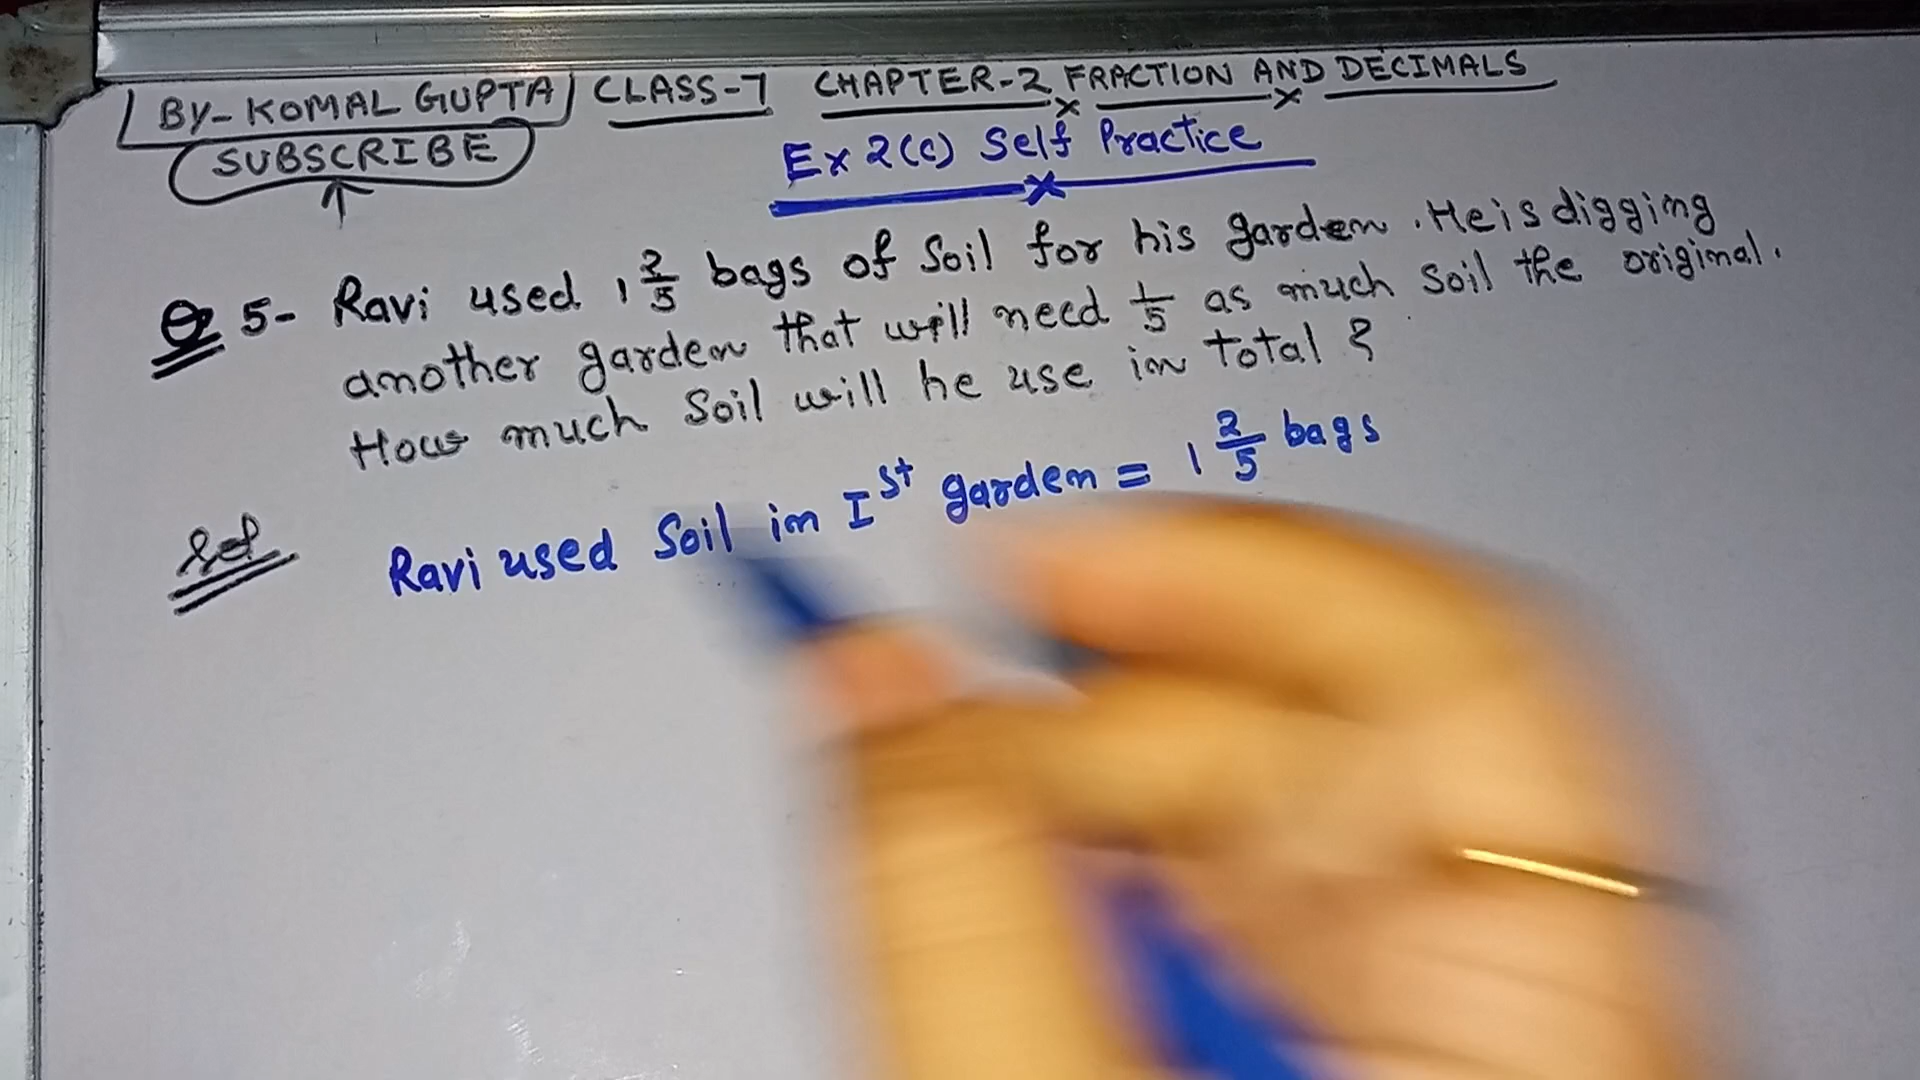 BY-KOMAL GUPTA CLASS-7 CHAPTER-2 FRACTION AND DECIMALS
SUBSCRIBE
Ex 2(c) Self Practice
Q 5- Ravi used 1 2/5 bags of Soil for his garden. He is digging
another garden that will need 1/5 as much soil the original.
How much Soil will he use in total?
Sol
Ravi used Soil in Ist garden = 1 2/5 bags